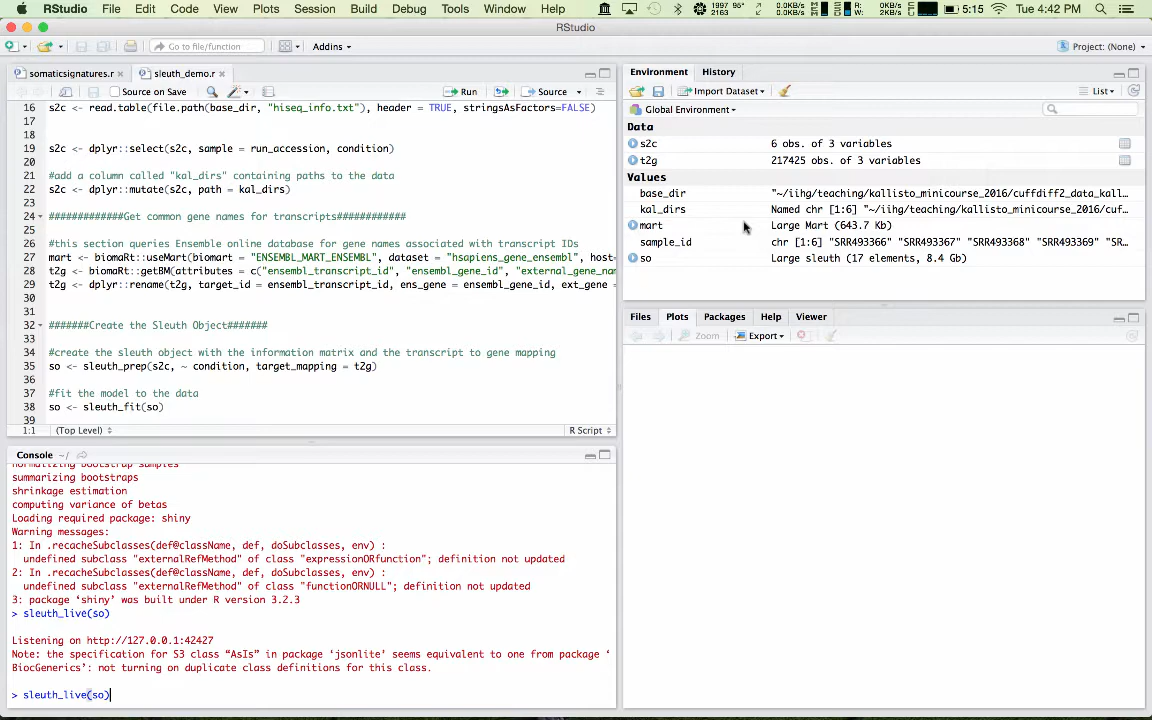 RStudio File Edit Code View Plots Session Build Debug Tools Window Help 1997 96° 2163 0.0KB/s 0.0KB/s R: W: 0KB/s 0KB/s 5:15 Tue 4:42 PM
RStudio
Go to file/function Addins Project: (None)
somaticsignatures.r sleuth_demo.r
Source on Save Run Source
16 s2c <- read.table(file.path(base_dir, "hiseq_info.txt"), header = TRUE, stringsAsFactors=FALSE)
17
18
19 s2c <- dplyr::select(s2c, sample = run_accession, condition)
20
21 #add a column called "kal_dirs" containing paths to the data
22 s2c <- dplyr::mutate(s2c, path = kal_dirs)
23
24 ############Get common gene names for transcripts############
25
26 #this section queries Ensemble online database for gene names associated with transcript IDs
27 mart <- biomaRt::useMart(biomart = "ENSEMBL_MART_ENSEMBL", dataset = "hsapiens_gene_ensembl", host=
28 t2g <- biomaRt::getBM(attributes = c("ensembl_transcript_id", "ensembl_gene_id", "external_gene_na
29 t2g <- dplyr::rename(t2g, target_id = ensembl_transcript_id, ens_gene = ensembl_gene_id, ext_gene =
30
31
32 #######Create the Sleuth Object#######
33
34 #create the sleuth object with the information matrix and the transcript to gene mapping
35 so <- sleuth_prep(s2c, ~ condition, target_mapping = t2g)
36
37 #fit the model to the data
38 so <- sleuth_fit(so)
39
1:1 (Top Level) R Script
Console ~/
normalizing bootstrap samples
summarizing bootstraps
shrinkage estimation
computing variance of betas
Loading required package: shiny
Warning messages:
1: In .recacheSubclasses(def@className, def, doSubclasses, env) :
undefined subclass "externalRefMethod" of class "expressionORfunction"; definition not updated
2: In .recacheSubclasses(def@className, def, doSubclasses, env) :
undefined subclass "externalRefMethod" of class "functionORNULL"; definition not updated
3: package ‘shiny’ was built under R version 3.2.3
> sleuth_live(so)
Listening on http://127.0.0.1:42427
Note: the specification for S3 class “AsIs” in package ‘jsonlite’ seems equivalent to one from package ‘
BiocGenerics’: not turning on duplicate class definitions for this class.
> sleuth_live(so)
Environment History
Import Dataset List
Global Environment
Data
s2c 6 obs. of 3 variables
t2g 217425 obs. of 3 variables
Values
base_dir "~/iihg/teaching/kallisto_minicourse_2016/cuffdiff2_data_kall…
kal_dirs Named chr [1:6] "~/iihg/teaching/kallisto_minicourse_2016/cuf…
mart Large Mart (643.7 Kb)
sample_id chr [1:6] "SRR493366" "SRR493367" "SRR493368" "SRR493369" "SR…
so Large sleuth (17 elements, 8.4 Gb)
Files Plots Packages Help Viewer
Zoom Export